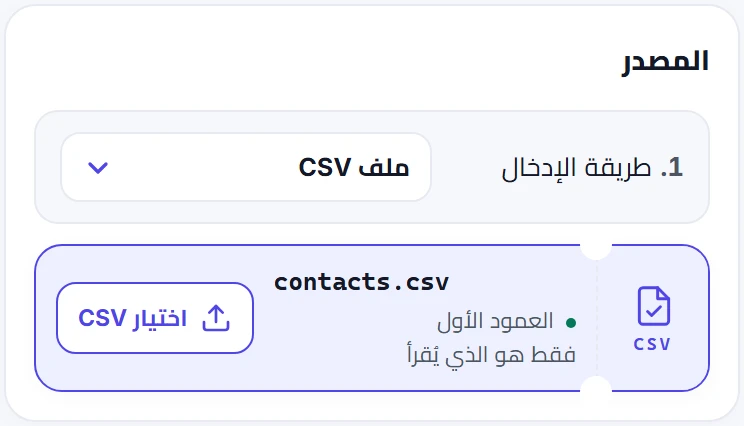 المصدر
1. طريقة الإدخال
ملف CSV
CSV
contacts.csv
العمود الأول
فقط هو الذي يُقرأ
اختيار CSV